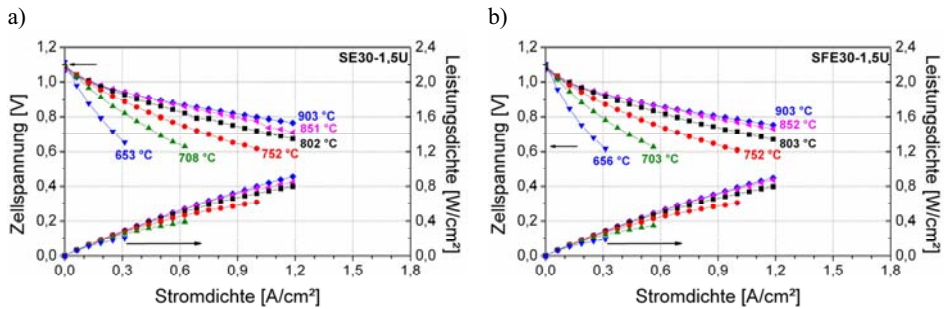 a)
SE30-1,5U
Zellspannung [V]
1,2
1,0
0,8
0,6
0,4
0,2
0,0
2,4
2,0
1,6
1,2
0,8
0,4
0,0
Leistungsdichte [W/cm²]
903 °C
851 °C
802 °C
752 °C
708 °C
653 °C
0,0 0,3 0,6 0,9 1,2 1,5 1,8
Stromdichte [A/cm²]
b)
SFE30-1,5U
Zellspannung [V]
1,2
1,0
0,8
0,6
0,4
0,2
0,0
2,4
2,0
1,6
1,2
0,8
0,4
0,0
Leistungsdichte [W/cm²]
903 °C
852 °C
803 °C
752 °C
703 °C
656 °C
0,0 0,3 0,6 0,9 1,2 1,5 1,8
Stromdichte [A/cm²]